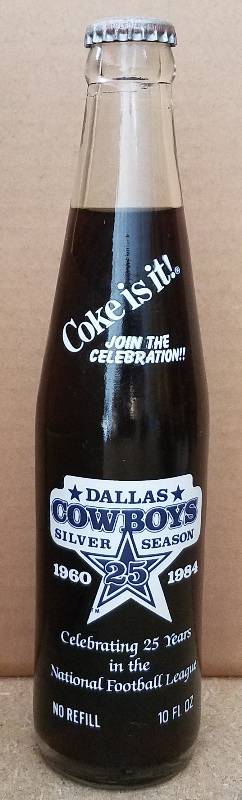 Coke is it!®
JOIN THE
CELEBRATION!!
DALLAS
COWBOYS
SILVER SEASON
1960 25 1984
Celebrating 25 Years
in the
National Football League
NO REFILL 10 FL OZ